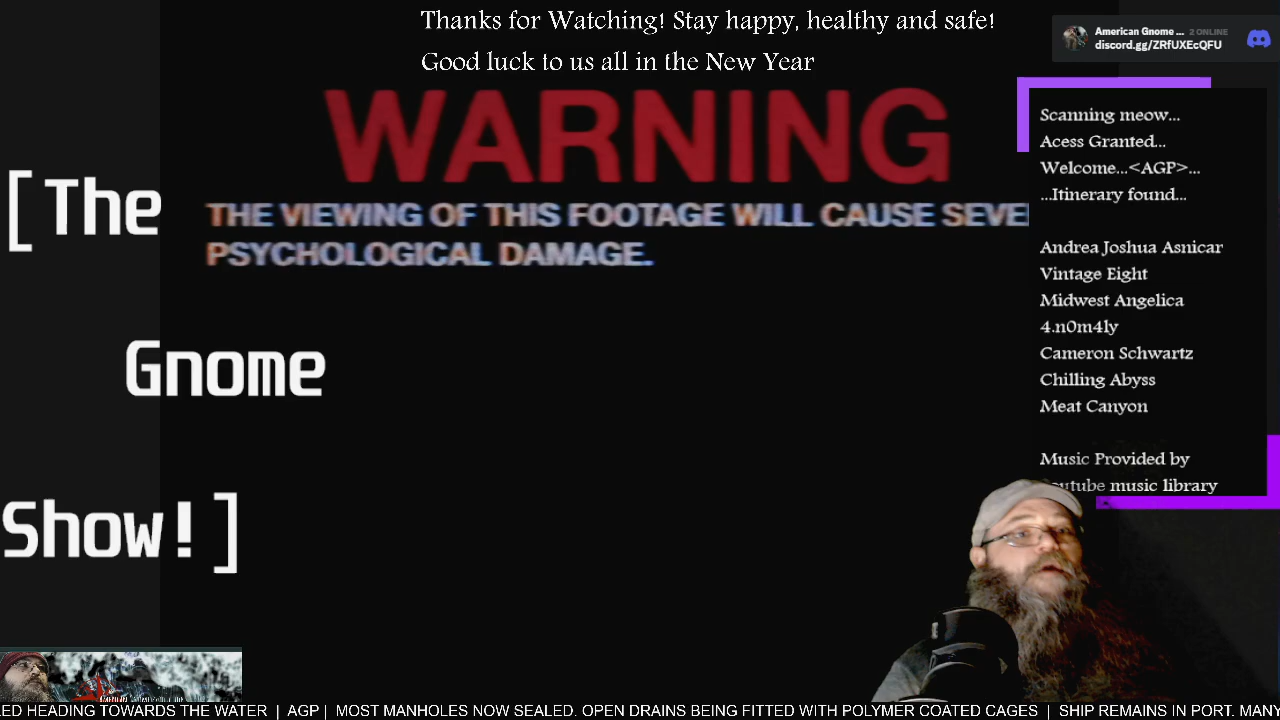 Thanks for Watching! Stay happy, healthy and safe!
Good luck to us all in the New Year
American Gnome ... 2 ONLINE
discord.gg/ZRfUXEcQFU
WARNING
THE VIEWING OF THIS FOOTAGE WILL CAUSE SEVE
PSYCHOLOGICAL DAMAGE.
[The
Gnome
Show!]
Scanning meow...
Acess Granted...
Welcome...<AGP>...
...Itinerary found...
Andrea Joshua Asnicar
Vintage Eight
Midwest Angelica
4.n0m4ly
Cameron Schwartz
Chilling Abyss
Meat Canyon
Music Provided by
music library
LED HEADING TOWARDS THE WATER | AGP | MOST MANHOLES NOW SEALED. OPEN DRAINS BEING FITTED WITH POLYMER COATED CAGES | SHIP REMAINS IN PORT. MANY